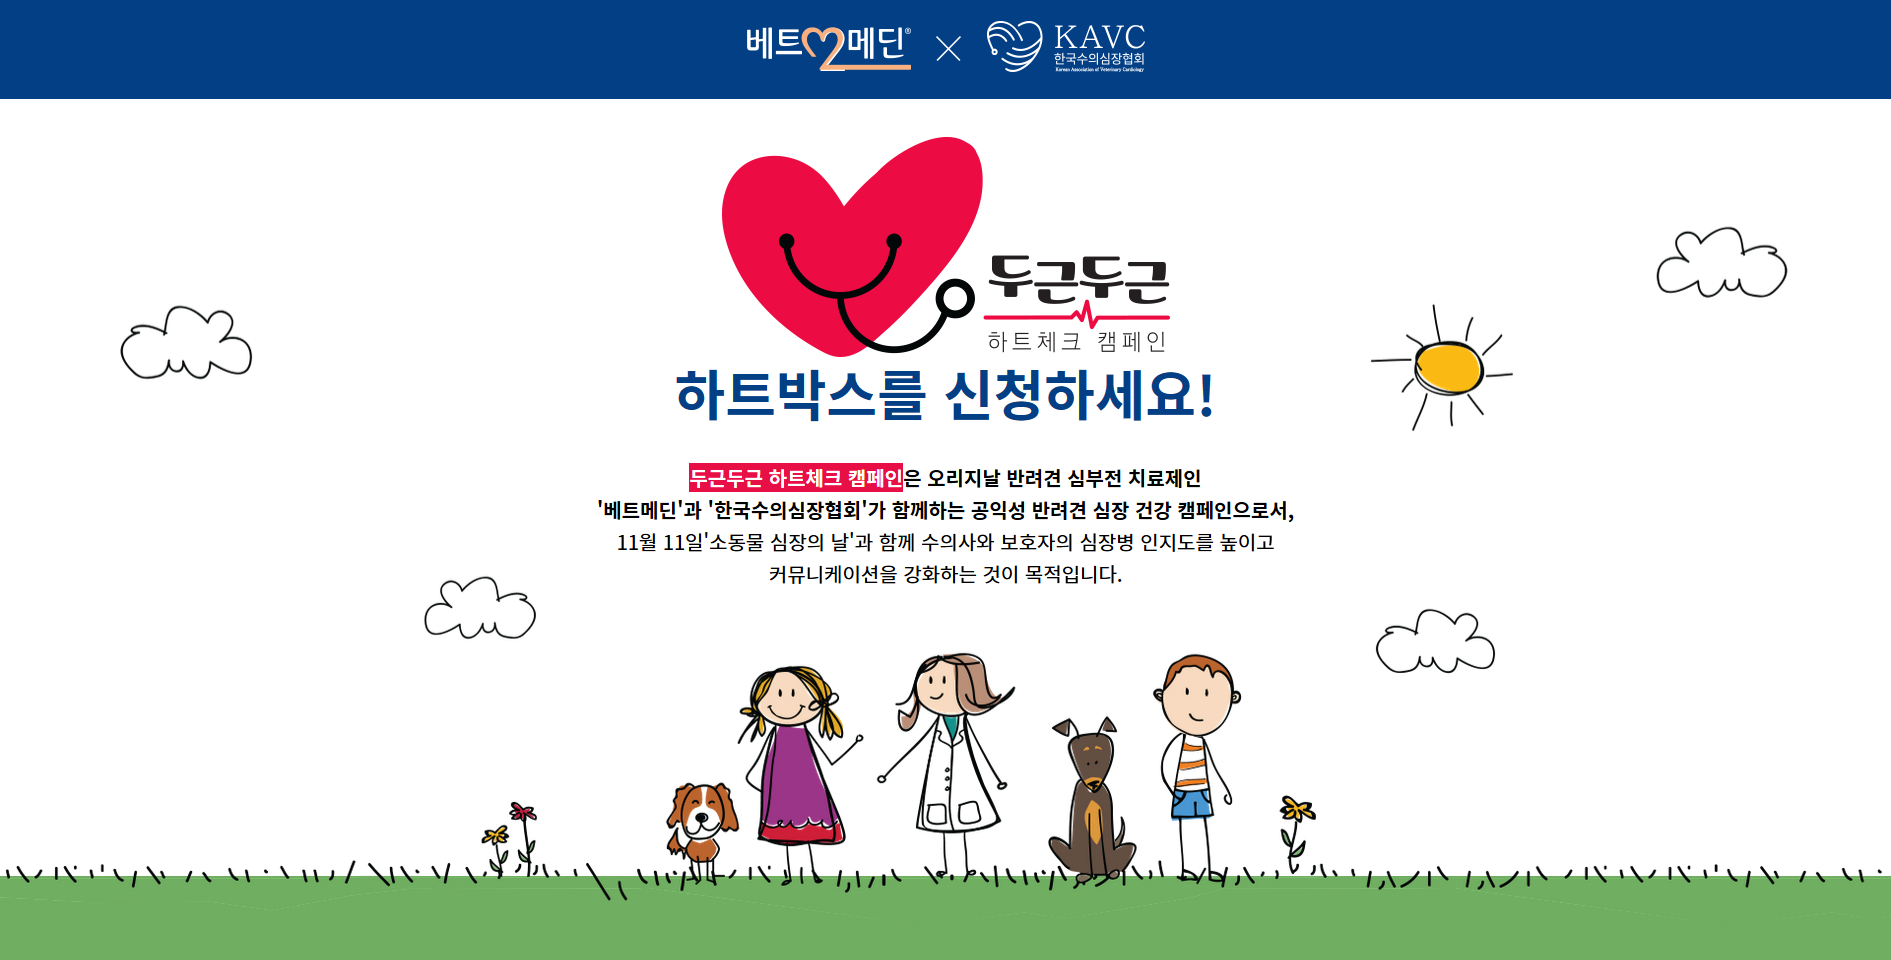 베트메딘®
KAVC
한국수의심장협회
Korean Association of Veterinary Cardiology
두근두근
하트체크 캠페인
하트박스를 신청하세요!
두근두근 하트체크 캠페인은 오리지날 반려견 심부전 치료제인
'베트메딘'과 '한국수의심장협회'가 함께하는 공익성 반려견 심장 건강 캠페인으로서,
11월 11일'소동물 심장의 날'과 함께 수의사와 보호자의 심장병 인지도를 높이고
커뮤니케이션을 강화하는 것이 목적입니다.